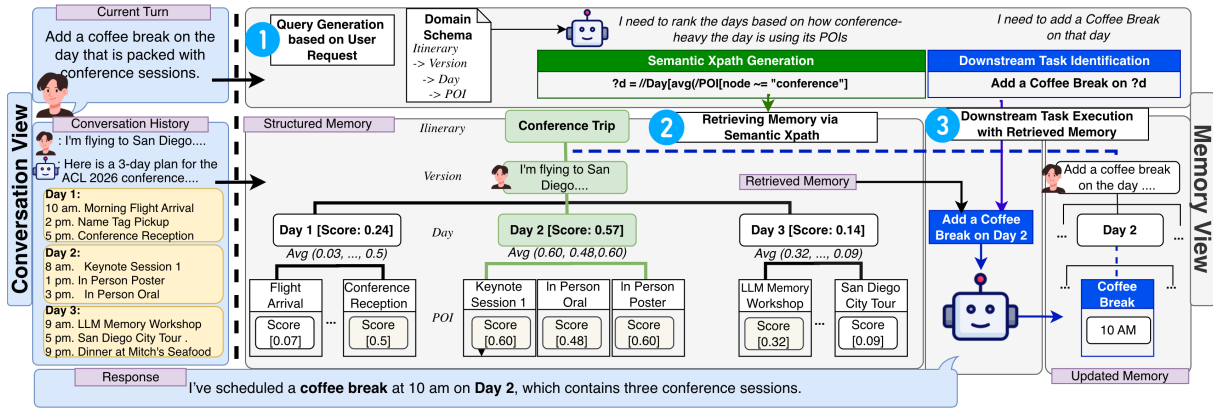 Conversation View
Current Turn
Add a coffee break on the
day that is packed with
conference sessions.
Conversation History
: I'm flying to San Diego....
: Here is a 3-day plan for the
ACL 2026 conference....
Day 1:
10 am. Morning Flight Arrival
2 pm. Name Tag Pickup
5 pm. Conference Reception
Day 2:
8 am. Keynote Session 1
1 pm. In Person Poster
3 pm. In Person Oral
Day 3:
9 am. LLM Memory Workshop
5 pm. San Diego City Tour .
9 pm. Dinner at Mitch's Seafood
1
Query Generation
based on User
Request
Domain
Schema
Itinerary
-> Version
-> Day
-> POI
I need to rank the days based on how conference-
heavy the day is using its POIs
Semantic Xpath Generation
?d = //Day[avg(/POI[node ~= "conference"]
I need to add a Coffee Break
on that day
Downstream Task Identification
Add a Coffee Break on ?d
Structured Memory
Itinerary
Conference Trip
2
Retrieving Memory via
Semantic Xpath
Version
I'm flying to San
Diego....
Retrieved Memory
Day
Day 1 [Score: 0.24]
Avg (0.03, ..., 0.5)
Day 2 [Score: 0.57]
Avg (0.60, 0.48,0.60)
Day 3 [Score: 0.14]
Avg (0.32, ..., 0.09)
POI
Flight
Arrival
Score
[0.07]
...
Conference
Reception
Score
[0.5]
Keynote
Session 1
Score
[0.60]
In Person
Oral
Score
[0.48]
In Person
Poster
Score
[0.60]
LLM Memory
Workshop
Score
[0.32]
...
San Diego
City Tour
Score
[0.09]
3
Downstream Task Execution
with Retrieved Memory
Add a Coffee
Break on Day 2
Memory View
Add a coffee break
on the day ....
...
Day 2
...
...
Coffee
Break
10 AM
...
Updated Memory
Response
I've scheduled a coffee break at 10 am on Day 2, which contains three conference sessions.